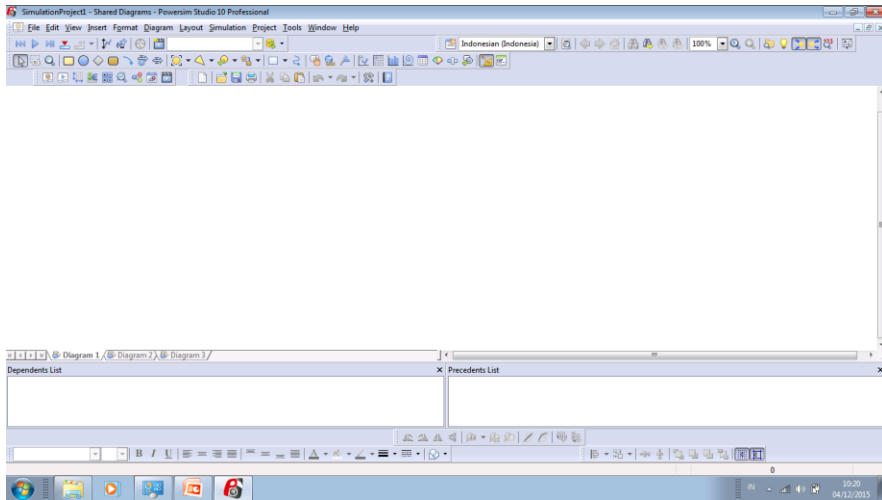 SimulationProject1 - Shared Diagrams - Powersim Studio 10 Professional
File Edit View Insert Format Diagram Layout Simulation Project Tools Window Help
Indonesian (Indonesia) 100%
Diagram 1 Diagram 2 Diagram 3
Dependents List Precedents List
B I U A
0
IN 10:20
04/12/2015